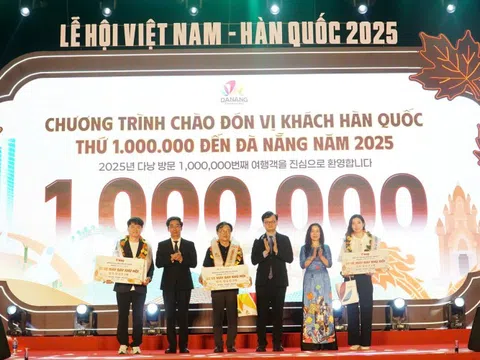 LỄ HỘI VIỆT NAM - HÀN QUỐC 2025
DANANG
CHƯƠNG TRÌNH CHÀO ĐÓN VỊ KHÁCH HÀN QUỐC
THỨ 1.000.000 ĐẾN ĐÀ NẴNG NĂM 2025
2025년 다낭 방문 1,000,000번째 여행객을 진심으로 환영합니다
1.000.000